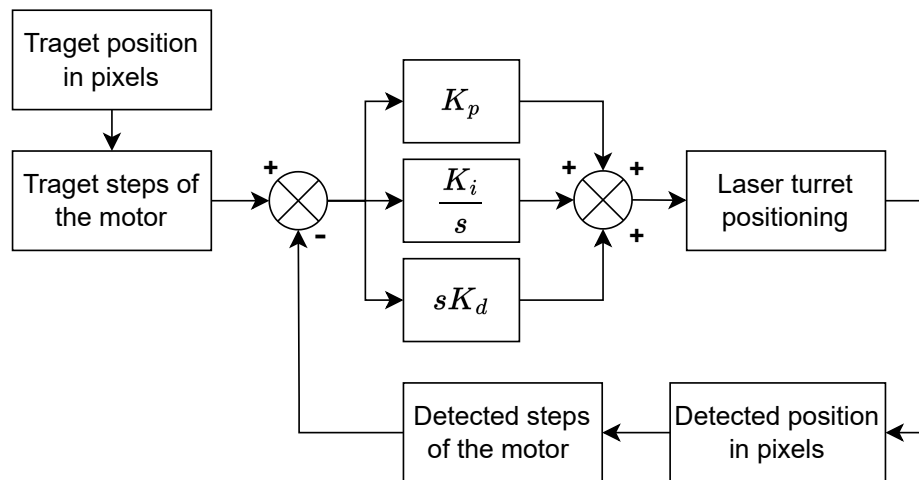 Traget position
in pixels
Traget steps of
the motor
+
-
K_p
K_i
s
sK_d
+
+
+
Laser turret
positioning
Detected steps
of the motor
Detected position
in pixels